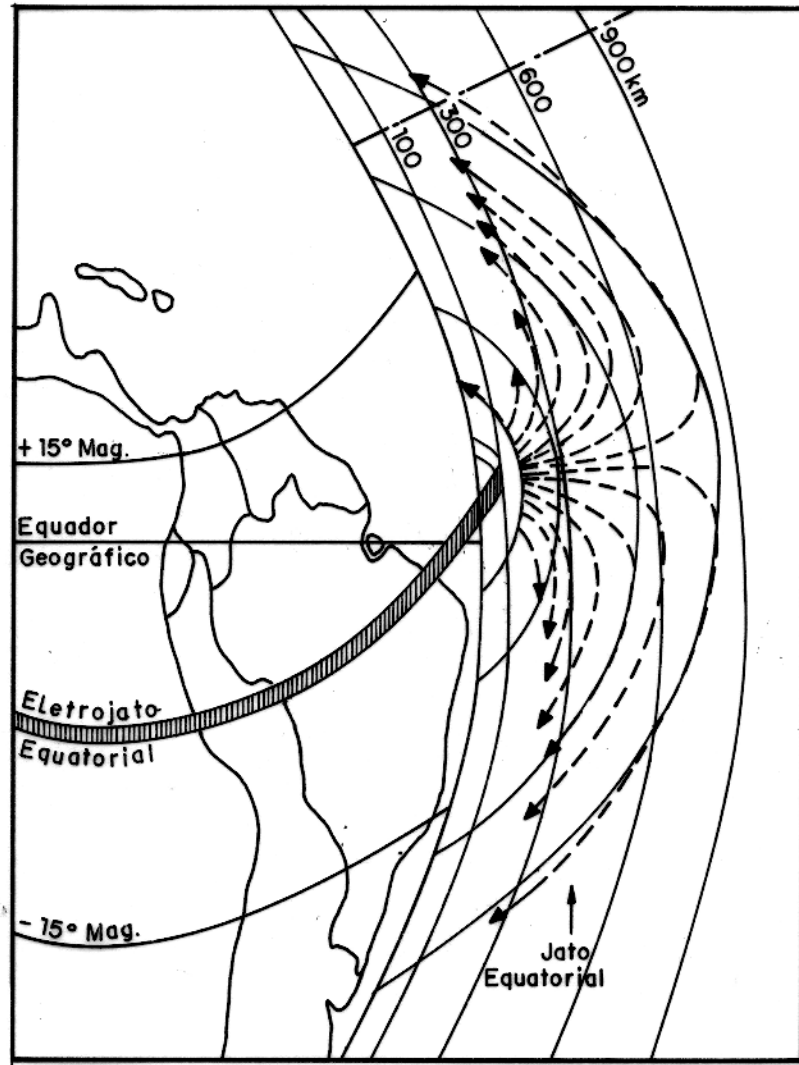 900 km
600
300
100
+ 15° Mag.
Equador
Geográfico
Eletrojato
Equatorial
- 15° Mag.
Jato
Equatorial